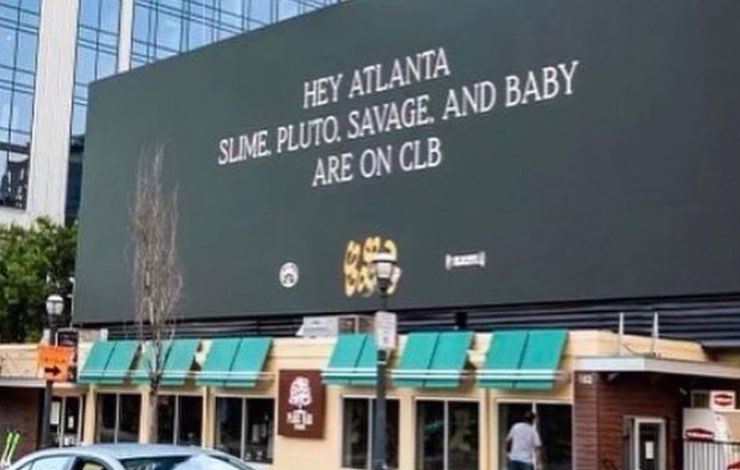 HEY ATLANTA
SLIME, PLUTO, SAVAGE, AND BABY
ARE ON CLB